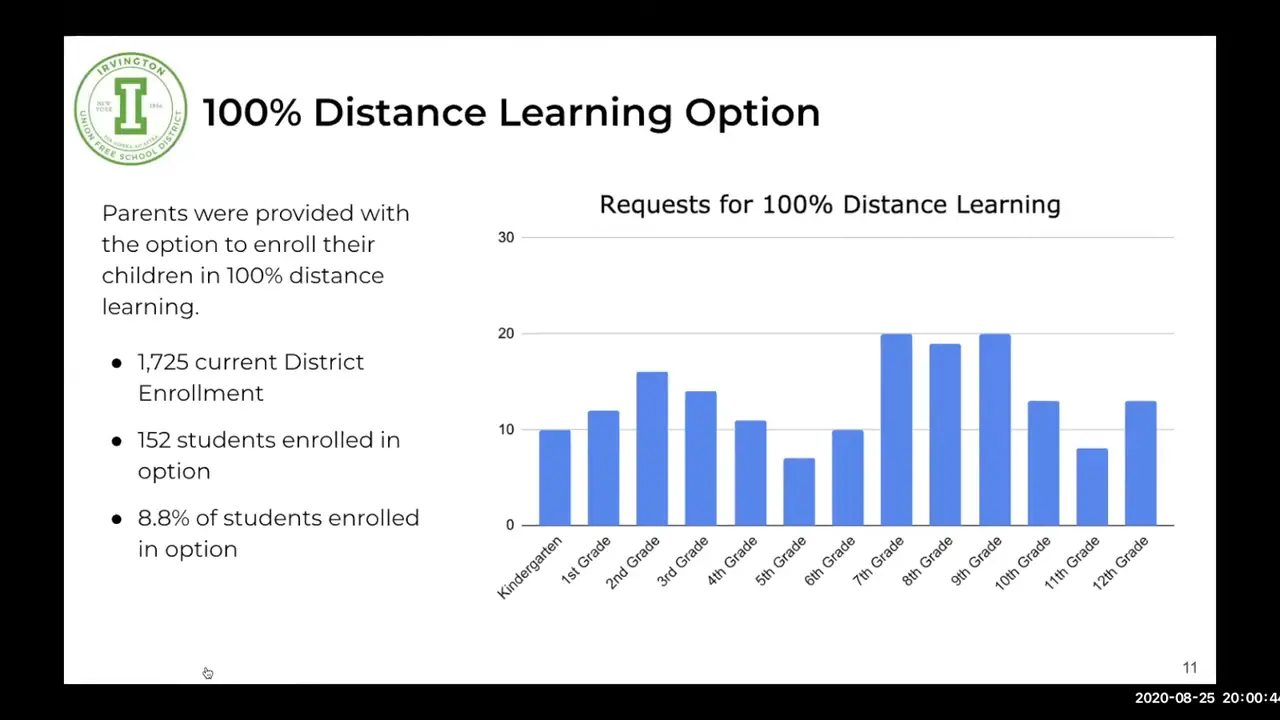 IRVINGTON
NEW YORK
1956
UNION FREE SCHOOL DISTRICT
100% Distance Learning Option
Parents were provided with
the option to enroll their
children in 100% distance
learning.
● 1,725 current District
Enrollment
● 152 students enrolled in
option
● 8.8% of students enrolled
in option
Requests for 100% Distance Learning
30
20
10
0
Kindergarten
1st Grade
2nd Grade
3rd Grade
4th Grade
5th Grade
6th Grade
7th Grade
8th Grade
9th Grade
10th Grade
11th Grade
12th Grade
11
2020-08-25 20:00:44